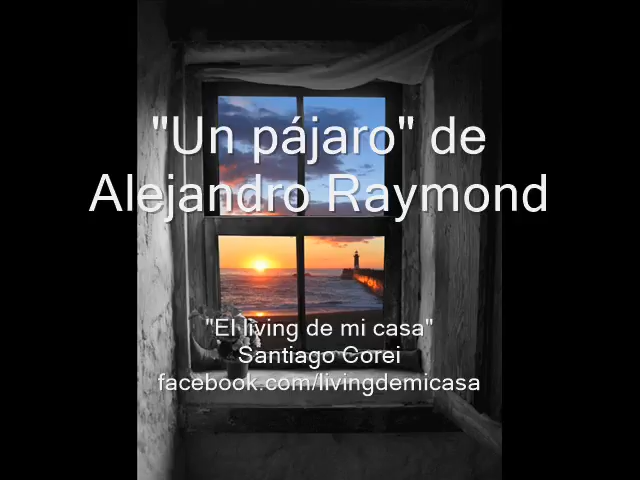 "Un pájaro" de
Alejandro Raymond
"El living de mi casa"
Santiago Corei
facebook.com/livingdemicasa